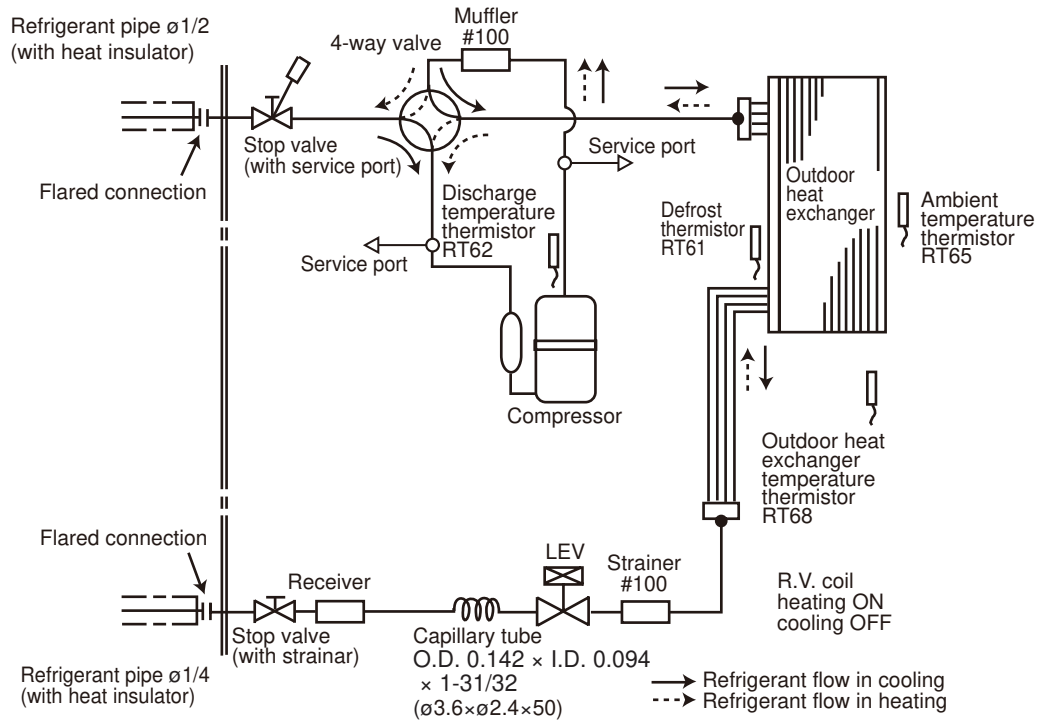 Refrigerant pipe ø1/2
(with heat insulator)
Muffler
#100
4-way valve
Stop valve
(with service port)
Flared connection
Service port
Discharge
temperature
thermistor
RT62
Service port
Compressor
Outdoor
heat
exchanger
Defrost
thermistor
RT61
Ambient
temperature
thermistor
RT65
Outdoor heat
exchanger
temperature
thermistor
RT68
Flared connection
Receiver
LEV
Strainer
#100
Stop valve
(with strainar)
Capillary tube
O.D. 0.142 × I.D. 0.094
× 1-31/32
(ø3.6×ø2.4×50)
R.V. coil
heating ON
cooling OFF
Refrigerant pipe ø1/4
(with heat insulator)
Refrigerant flow in cooling
Refrigerant flow in heating